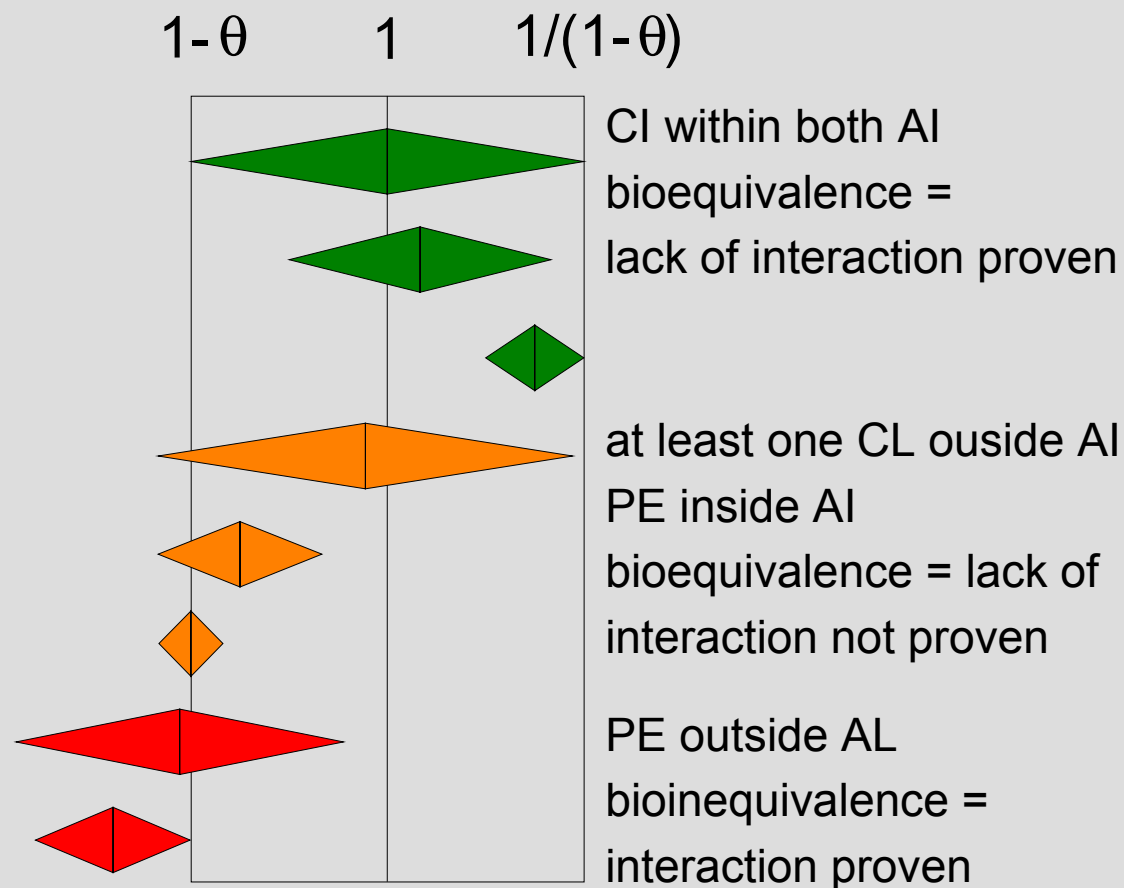 1-θ 1 1/(1-θ)
CI within both AI
bioequivalence =
lack of interaction proven
at least one CL ouside AI
PE inside AI
bioequivalence = lack of
interaction not proven
PE outside AL
bioinequivalence =
interaction proven